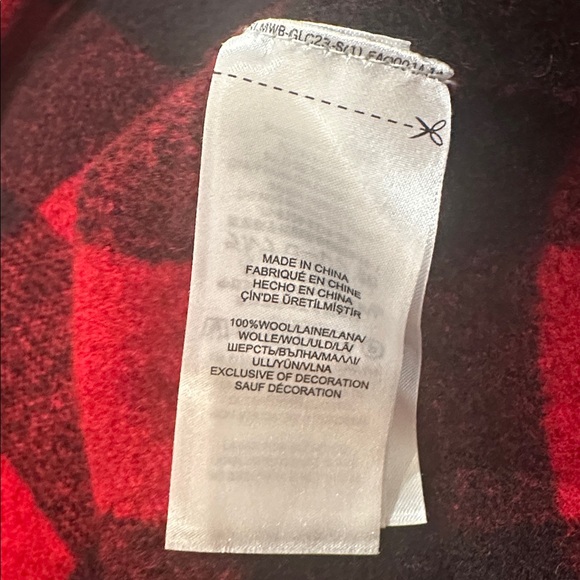 MADE IN CHINA
FABRIQUÉ EN CHINE
HECHO EN CHINA
ÇİN'DE ÜRETİLMİŞTİR
100%WOOL/LAINE/LANA/
WOLLE/WOL/ULD/LÃ/
ШЕРСТЬ/ВЪЛНА/ΜΑΛΛΙ/
ULL/YÜN/VLNA
EXCLUSIVE OF DECORATION
SAUF DÉCORATION